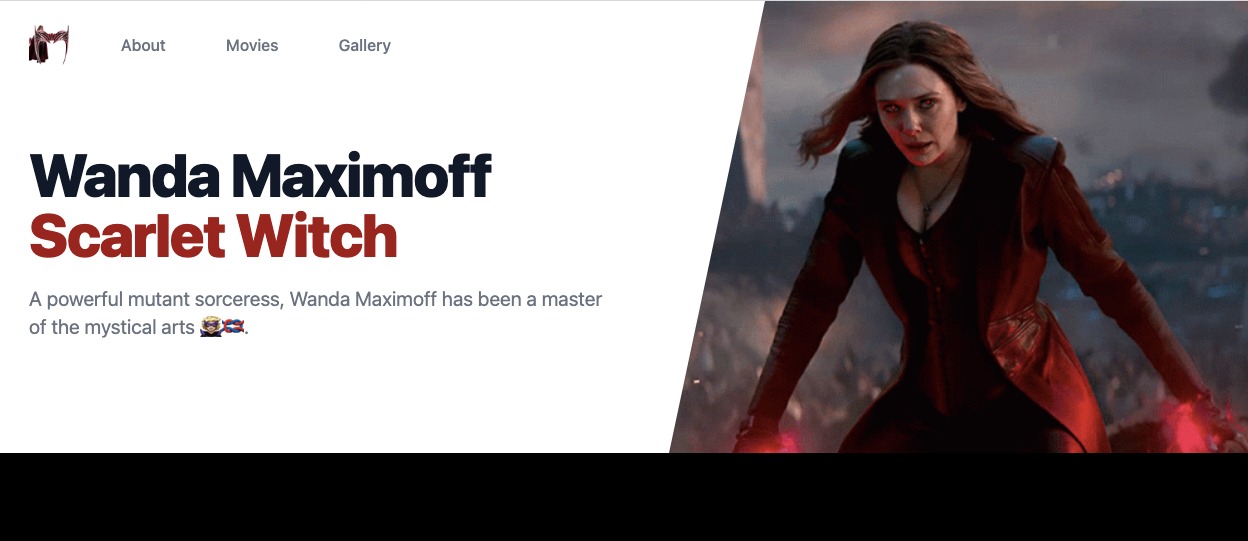 About
Movies
Gallery
Wanda Maximoff
Scarlet Witch
A powerful mutant sorceress, Wanda Maximoff has been a master
of the mystical arts .